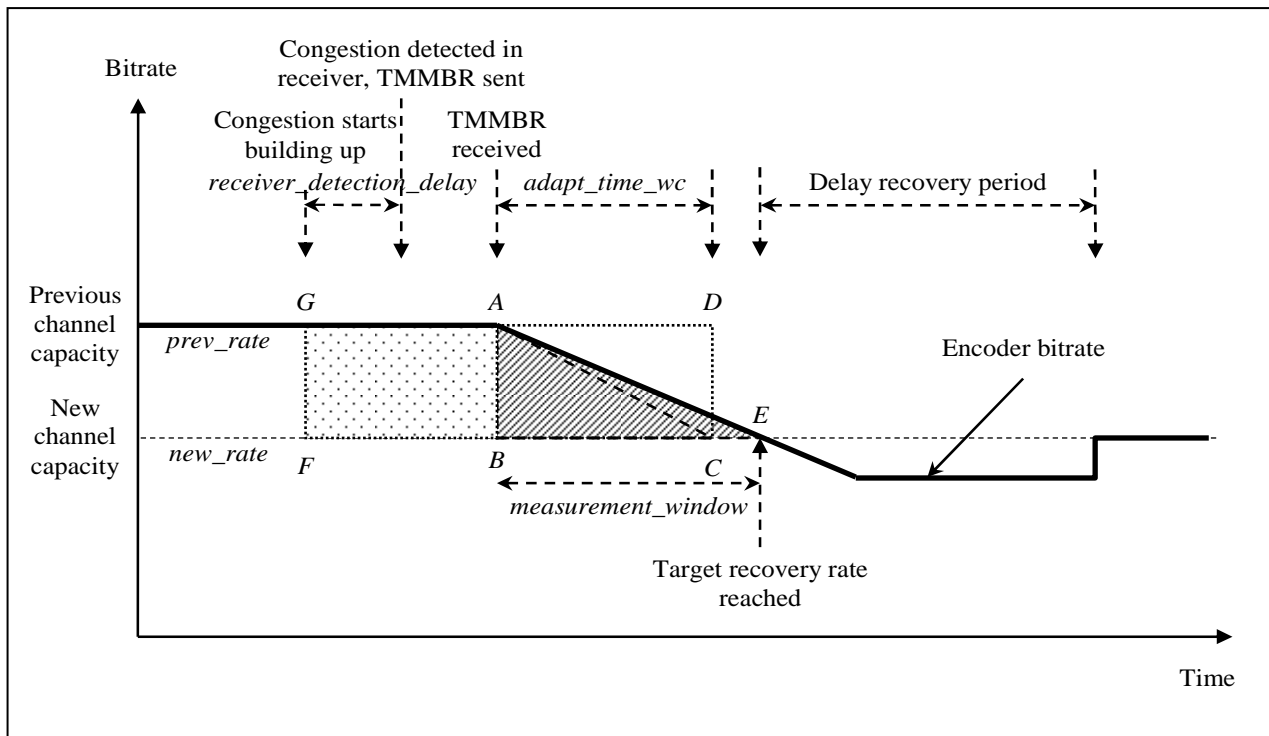 Congestion detected in
receiver, TMMBR sent
Bitrate
Congestion starts
building up
TMMBR
received
receiver_detection_delay
adapt_time_wc
Delay recovery period
Previous
channel
capacity
G
A
D
prev_rate
Encoder bitrate
New
channel
capacity
E
new_rate
F
B
C
measurement_window
Target recovery rate
reached
Time